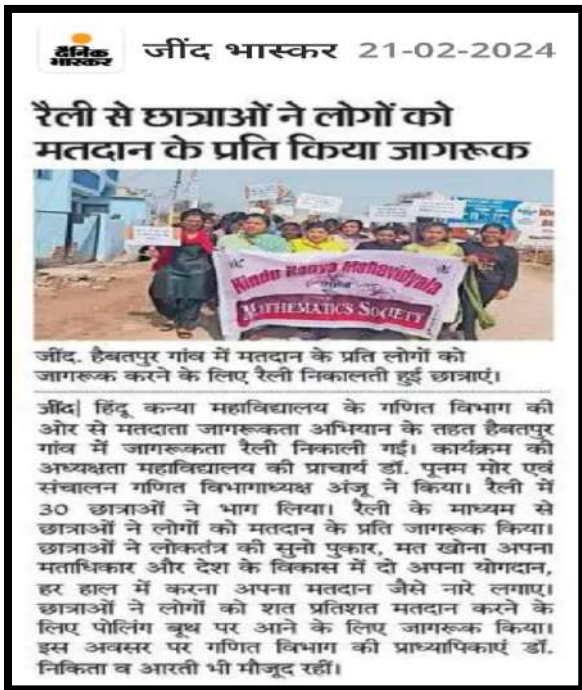 दैनिक
भास्कर
जींद भास्कर 21-02-2024
रैली से छात्राओं ने लोगों को
मतदान के प्रति किया जागरूक
Hindu Kanya Mahavidyala
MATHEMATICS SOCIETY
जींद. हैबतपुर गांव में मतदान के प्रति लोगों को
जागरूक करने के लिए रैली निकालती हुई छात्राएं।
जींद| हिंदू कन्या महाविद्यालय के गणित विभाग की
ओर से मतदाता जागरूकता अभियान के तहत हैबतपुर
गांव में जागरूकता रैली निकाली गई। कार्यक्रम की
अध्यक्षता महाविद्यालय की प्राचार्य डॉ. पूनम मोर एवं
संचालन गणित विभागाध्यक्ष अंजू ने किया। रैली में
30 छात्राओं ने भाग लिया। रैली के माध्यम से
छात्राओं ने लोगों को मतदान के प्रति जागरूक किया।
छात्राओं ने लोकतंत्र की सुनो पुकार, मत खोना अपना
मताधिकार और देश के विकास में दो अपना योगदान,
हर हाल में करना अपना मतदान जैसे नारे लगाए।
छात्राओं ने लोगों को शत प्रतिशत मतदान करने के
लिए पोलिंग बूथ पर आने के लिए जागरूक किया।
इस अवसर पर गणित विभाग की प्राध्यापिकाएं डॉ.
निकिता व आरती भी मौजूद रहीं।